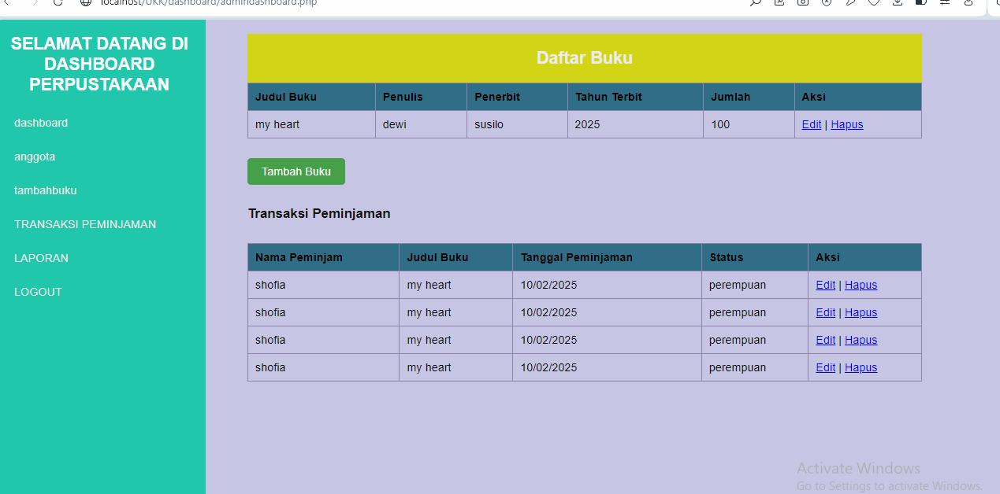 localhost/UKK/dashboard/admindashboard.php
SELAMAT DATANG DI
DASHBOARD
PERPUSTAKAAN
dashboard
anggota
tambahbuku
TRANSAKSI PEMINJAMAN
LAPORAN
LOGOUT
Daftar Buku
Judul Buku Penulis Penerbit Tahun Terbit Jumlah Aksi
my heart dewi susilo 2025 100 Edit | Hapus
Tambah Buku
Transaksi Peminjaman
Nama Peminjam Judul Buku Tanggal Peminjaman Status Aksi
shofia my heart 10/02/2025 perempuan Edit | Hapus
shofia my heart 10/02/2025 perempuan Edit | Hapus
shofia my heart 10/02/2025 perempuan Edit | Hapus
shofia my heart 10/02/2025 perempuan Edit | Hapus
Activate Windows
Go to Settings to activate Windows.